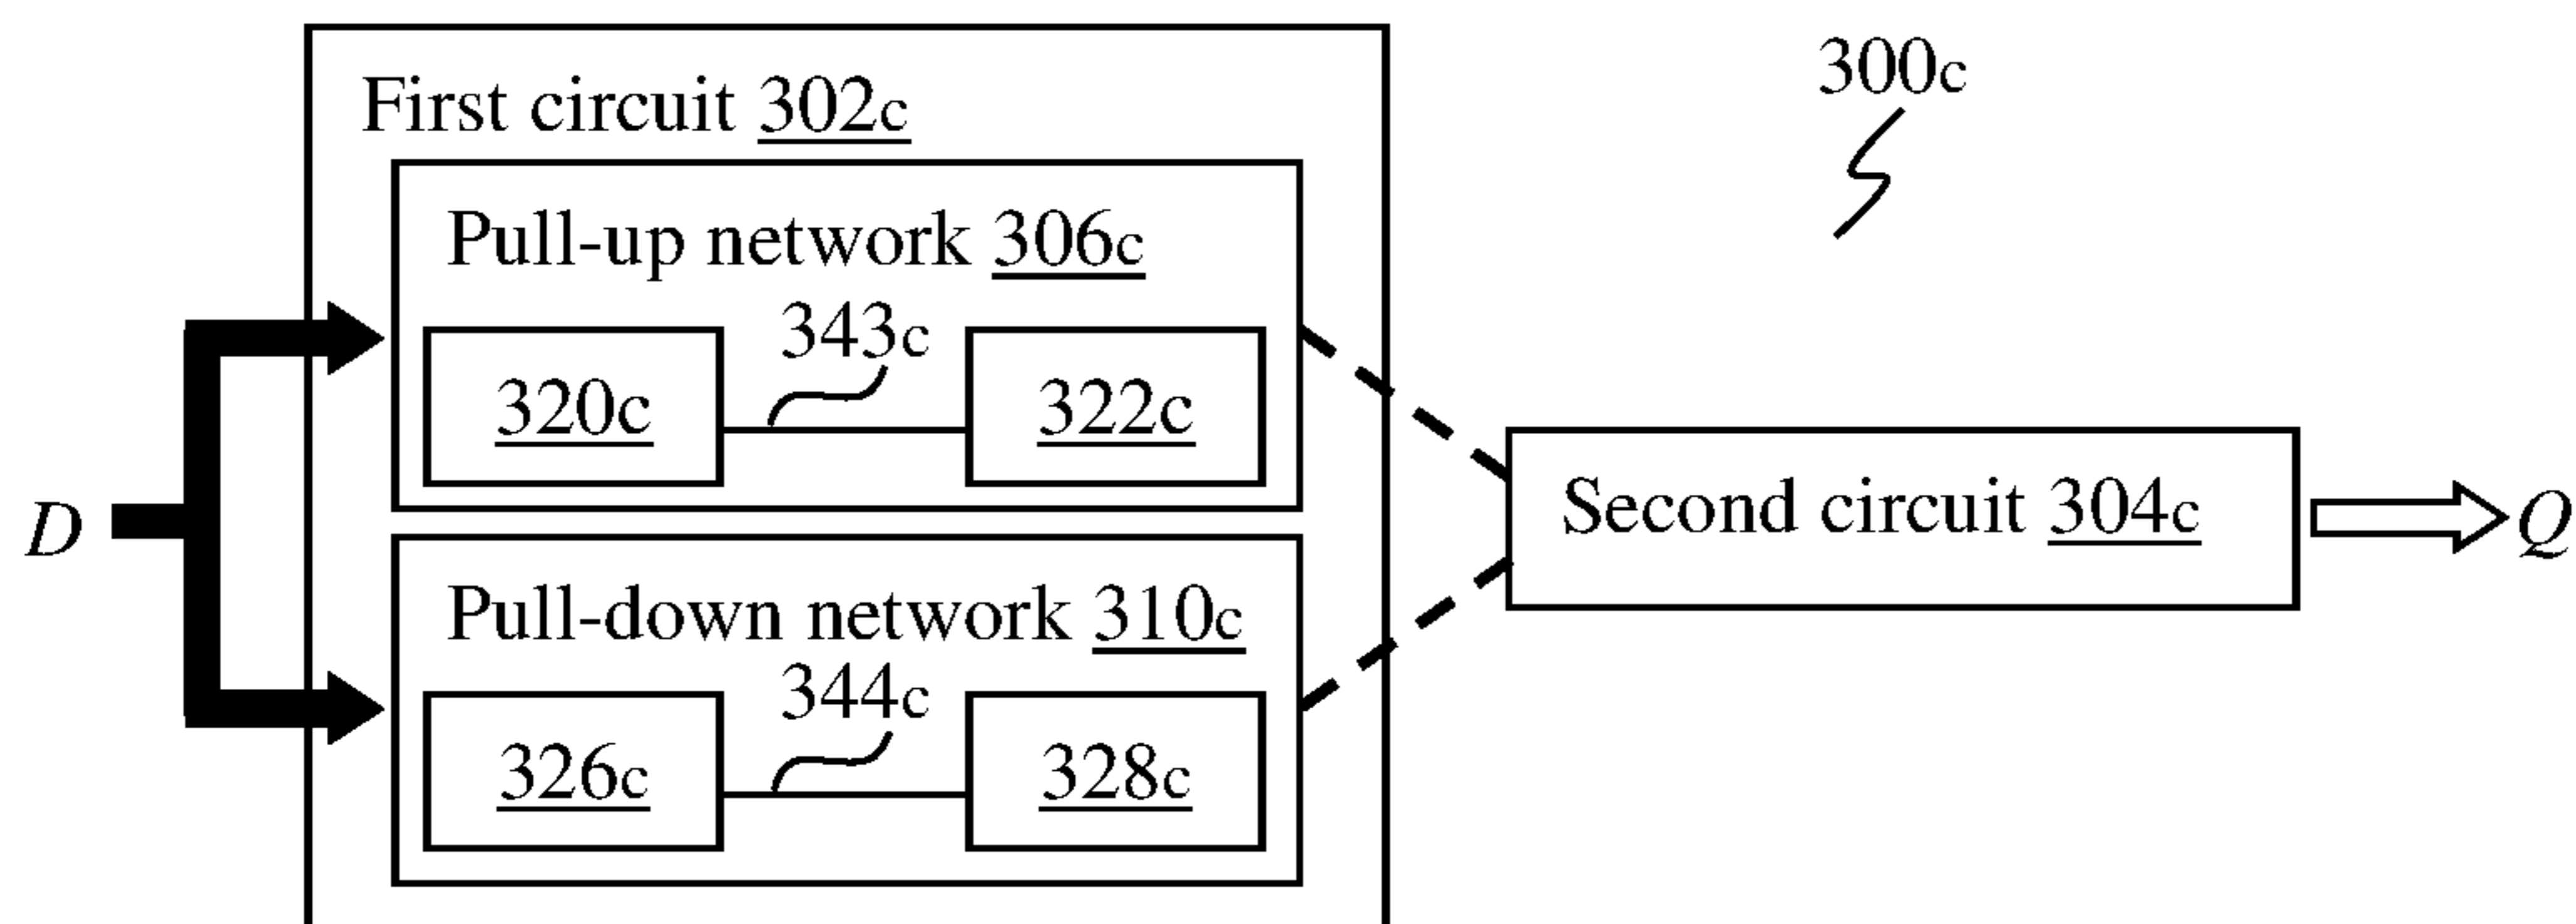 300c
First circuit 302c
Pull-up network 306c
343c
320c
322c
D
Second circuit 304c
Q
Pull-down network 310c
344c
326c
328c